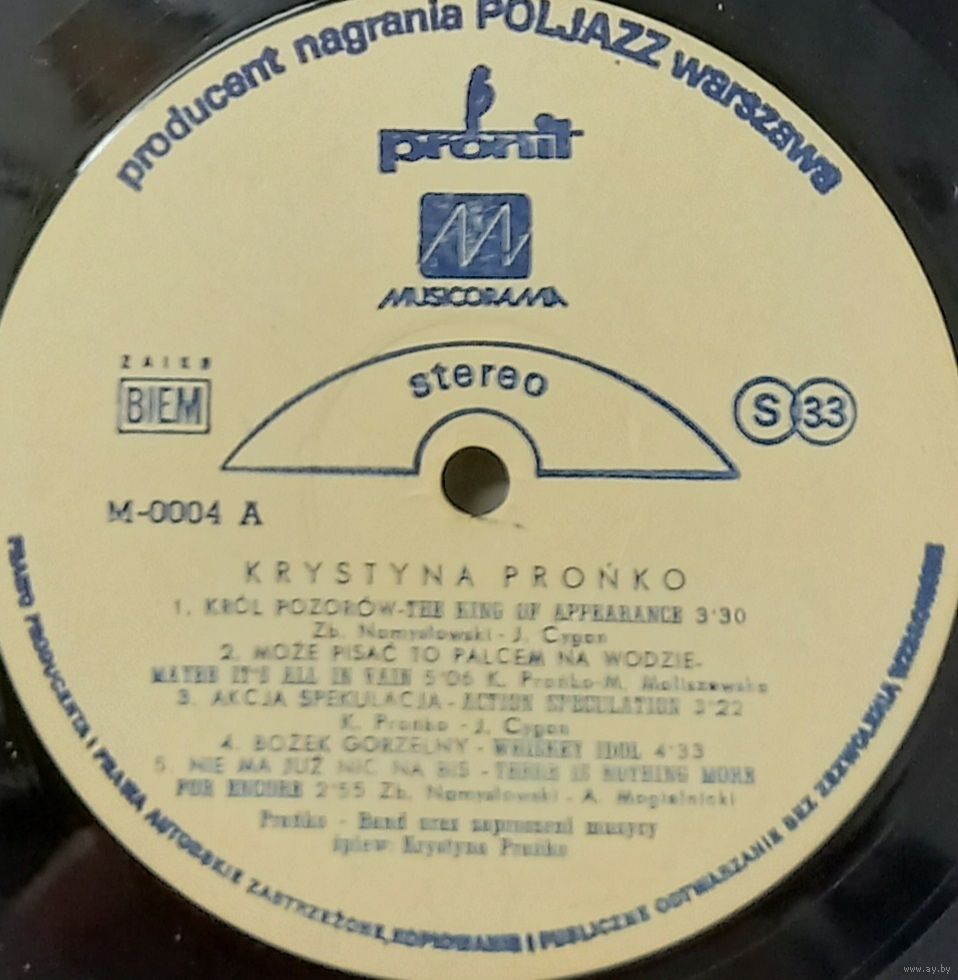 producent nagrania POLJAZZ warszawa
pronit
MUSICORAMA
ZAIKS
BIEM
stereo
S 33
M-0004 A
KRYSTYNA PROŃKO
1. KRÓL POZORÓW-THE KING OF APPEARANCE 3'30
Zb. Namysłowski - J. Cygan
2. MOŻE PISAĆ TO PALCEM NA WODZIE-
MAYBE IT'S ALL IN VAIN 5'06 K. Prońko-M. Maliszewska
3. AKCJA SPEKULACJA - ACTION SPECULATION 3'22
K. Prońko - J. Cygan
4. BOŻEK GORZELNY - WHISKEY IDOL 4'33
5. NIE MA JUŻ NIC NA BIS - THERE IS NOTHING MORE
FOR ENCORE 2'55 Zb. Namysłowski - A. Mogielnicki
Prońko - Band oraz zaproszeni muzycy
śpiew: Krystyna Prońko
PRAWO PRODUCENTA I PRAWA AUTORSKIE ZASTRZEŻONE, KOPIOWANIE I PUBLICZNE ODTWARZANIE BEZ ZEZWOLENIA WZBRONIONE
www.ay.by